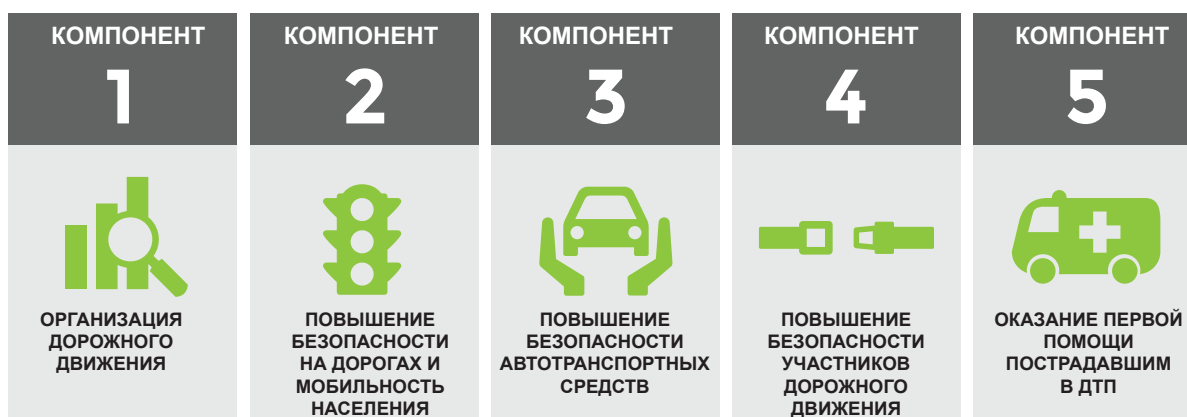 КОМПОНЕНТ
1
ОРГАНИЗАЦИЯ
ДОРОЖНОГО
ДВИЖЕНИЯ
КОМПОНЕНТ
2
ПОВЫШЕНИЕ
БЕЗОПАСНОСТИ
НА ДОРОГАХ И
МОБИЛЬНОСТЬ
НАСЕЛЕНИЯ
КОМПОНЕНТ
3
ПОВЫШЕНИЕ
БЕЗОПАСНОСТИ
АВТОТРАНСПОРТНЫХ
СРЕДСТВ
КОМПОНЕНТ
4
ПОВЫШЕНИЕ
БЕЗОПАСНОСТИ
УЧАСТНИКОВ
ДОРОЖНОГО
ДВИЖЕНИЯ
КОМПОНЕНТ
5
ОКАЗАНИЕ ПЕРВОЙ
ПОМОЩИ
ПОСТРАДАВШИМ
В ДТП